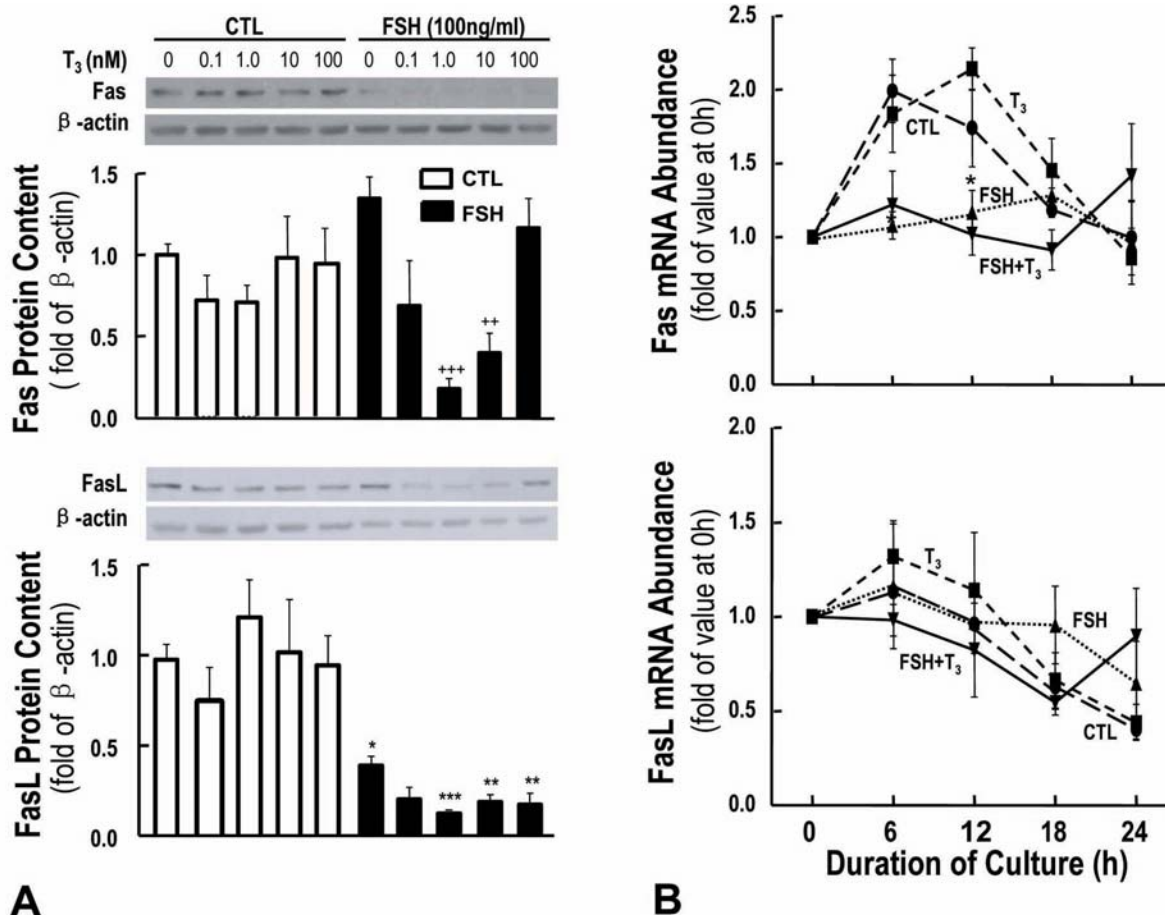 CTL FSH (100ng/ml)
T3 (nM) 0 0.1 1.0 10 100 0 0.1 1.0 10 100
Fas
β-actin
Fas Protein Content
( fold of β-actin)
1.5
1.0
0.5
0.0
CTL
FSH
+++
++
FasL
β-actin
FasL Protein Content
(fold of β-actin)
1.5
1.0
0.5
0.0
*
***
**
**
A
Fas mRNA Abundance
(fold of value at 0h)
2.5
2.0
1.5
1.0
0.5
2.0
T3
CTL
*
FSH
*
FSH+T3
FasL mRNA Abundance
(fold of value at 0h)
2.0
1.5
1.0
0.5
0.0
T3
FSH
FSH+T3
CTL
0 6 12 18 24
Duration of Culture (h)
B